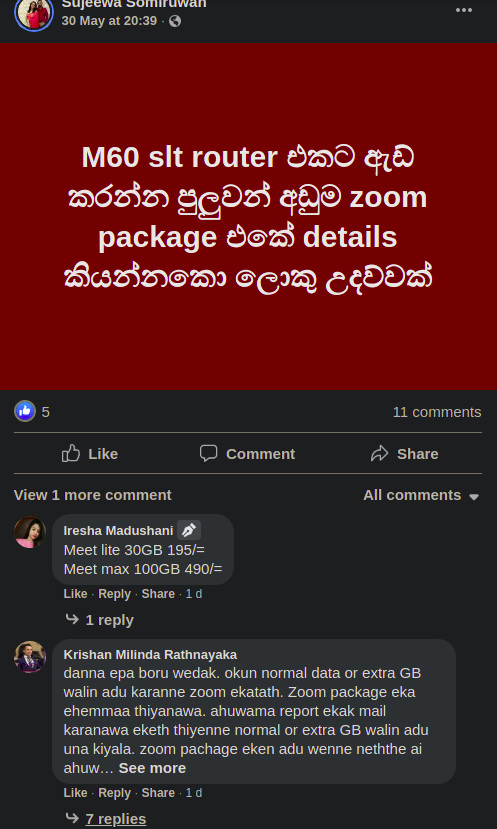 Sujeewa Somiruwan
30 May at 20:39 ·
M60 slt router එකට ඇඩ්
කරන්න පුලුවන් අඩුම zoom
package එකේ details
කියන්නකො ලොකු උදව්වක්
5
11 comments
Like
Comment
Share
View 1 more comment
All comments
Iresha Madushani
Meet lite 30GB 195/=
Meet max 100GB 490/=
Like · Reply · Share · 1 d
1 reply
Krishan Milinda Rathnayaka
danna epa boru wedak. okun normal data or extra GB
walin adu karanne zoom ekatath. Zoom package eka
ehemmaa thiyanawa. ahuwama report ekak mail
karanawa eketh thiyenne normal or extra GB walin adu
una kiyala. zoom pachage eken adu wenne neththe ai
ahuw… See more
Like · Reply · Share · 1 d
7 replies